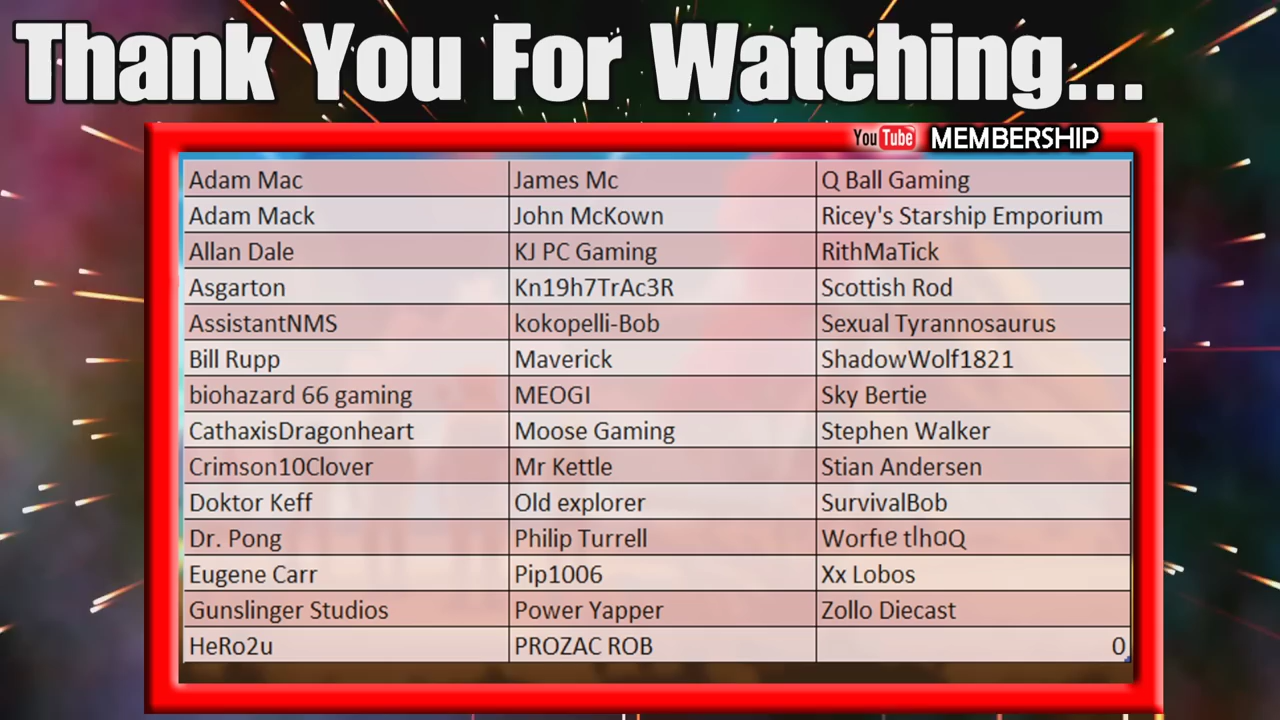 Thank You For Watching...
YouTube MEMBERSHIP
Adam Mac James Mc Q Ball Gaming
Adam Mack John McKown Ricey's Starship Emporium
Allan Dale KJ PC Gaming RithMaTick
Asgarton Kn19h7TrAc3R Scottish Rod
AssistantNMS kokopelli-Bob Sexual Tyrannosaurus
Bill Rupp Maverick ShadowWolf1821
biohazard 66 gaming MEOGI Sky Bertie
CathaxisDragonheart Moose Gaming Stephen Walker
Crimson10Clover Mr Kettle Stian Andersen
Doktor Keff Old explorer SurvivalBob
Dr. Pong Philip Turrell Worfıe tlhaQ
Eugene Carr Pip1006 Xx Lobos
Gunslinger Studios Power Yapper Zollo Diecast
HeRo2u PROZAC ROB 0